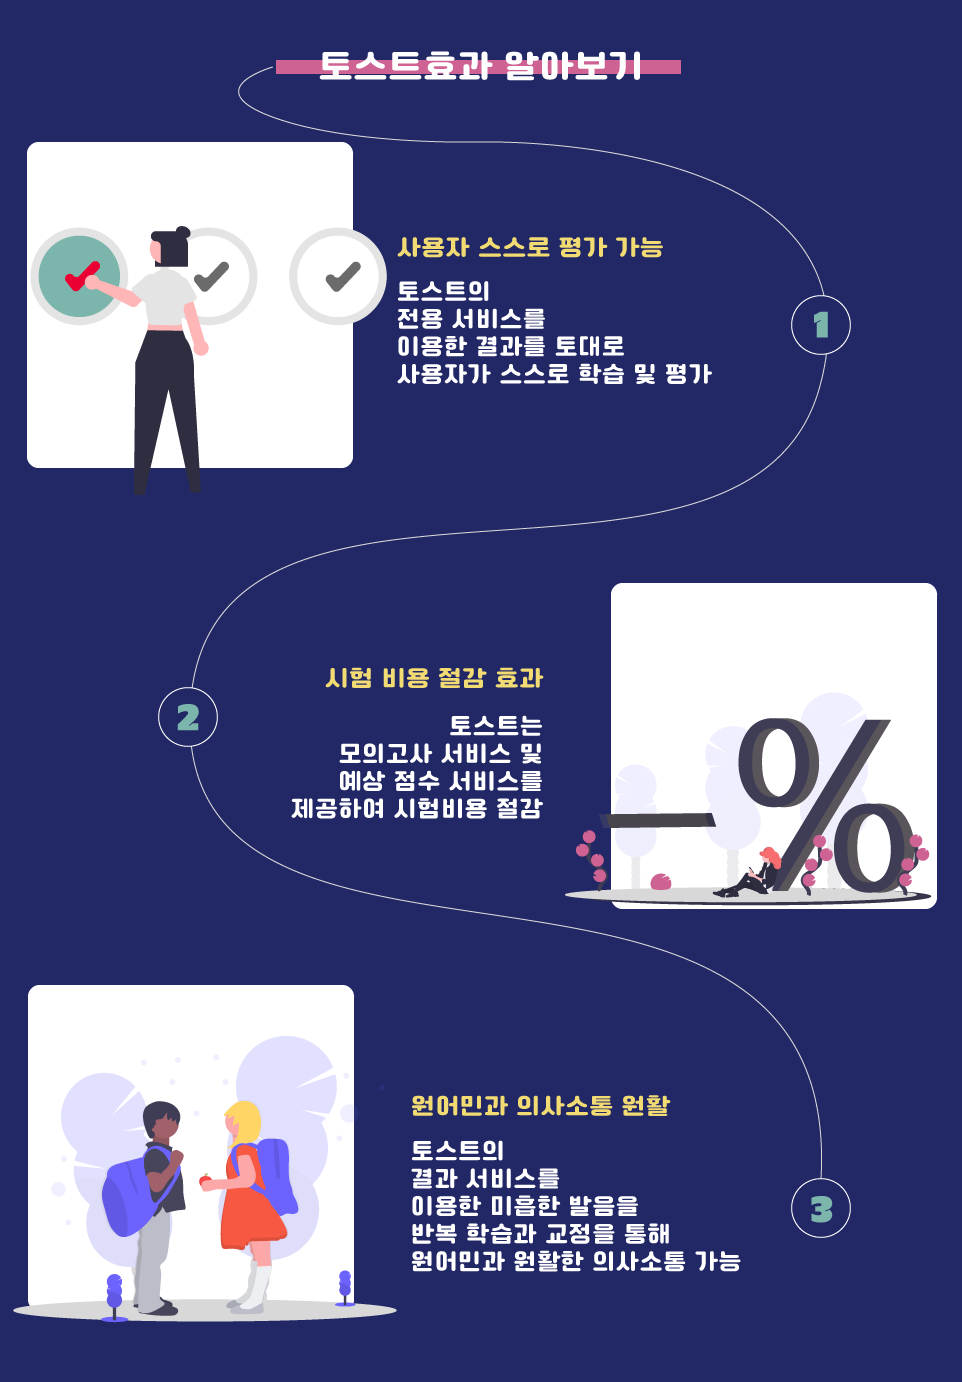 토스트효과 알아보기
사용자 스스로 평가 가능
토스트의
전용 서비스를
이용한 결과를 토대로
사용자가 스스로 학습 및 평가
1
시험 비용 절감 효과
토스트는
모의고사 서비스 및
예상 점수 서비스를
제공하여 시험비용 절감
2
-%
원어민과 의사소통 원활
토스트의
결과 서비스를
이용한 미흡한 발음을
반복 학습과 교정을 통해
원어민과 원활한 의사소통 가능
3